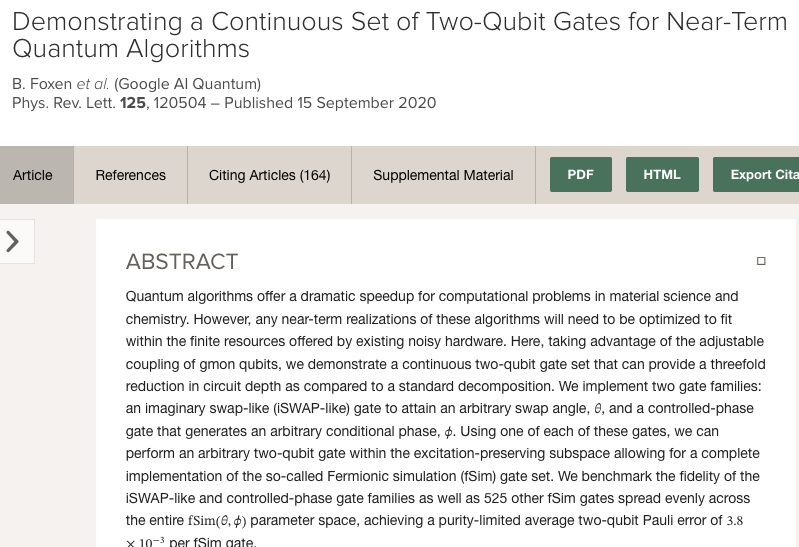 Demonstrating a Continuous Set of Two-Qubit Gates for Near-Term
Quantum Algorithms
B. Foxen et al. (Google AI Quantum)
Phys. Rev. Lett. 125, 120504 – Published 15 September 2020
Article References Citing Articles (164) Supplemental Material PDF HTML Export Cita
ABSTRACT
Quantum algorithms offer a dramatic speedup for computational problems in material science and
chemistry. However, any near-term realizations of these algorithms will need to be optimized to fit
within the finite resources offered by existing noisy hardware. Here, taking advantage of the adjustable
coupling of gmon qubits, we demonstrate a continuous two-qubit gate set that can provide a threefold
reduction in circuit depth as compared to a standard decomposition. We implement two gate families:
an imaginary swap-like (iSWAP-like) gate to attain an arbitrary swap angle, θ, and a controlled-phase
gate that generates an arbitrary conditional phase, ϕ. Using one of each of these gates, we can
perform an arbitrary two-qubit gate within the excitation-preserving subspace allowing for a complete
implementation of the so-called Fermionic simulation (fSim) gate set. We benchmark the fidelity of the
iSWAP-like and controlled-phase gate families as well as 525 other fSim gates spread evenly across
the entire fSim(θ, ϕ) parameter space, achieving a purity-limited average two-qubit Pauli error of 3.8
× 10⁻³ per fSim gate.